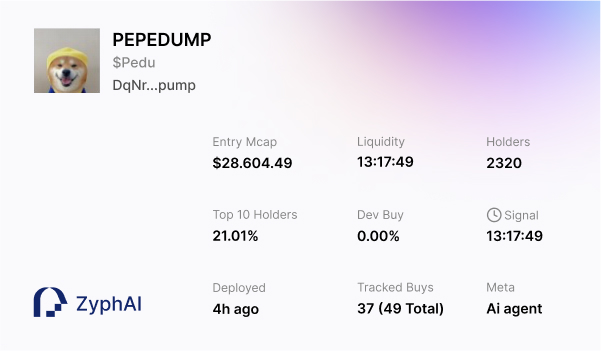 PEPEDUMP
$Pedu
DqNr...pump
Entry Mcap
$28.604.49
Liquidity
13:17:49
Holders
2320
Top 10 Holders
21.01%
Dev Buy
0.00%
Signal
13:17:49
Deployed
4h ago
Tracked Buys
37 (49 Total)
Meta
Ai agent
ZyphAI